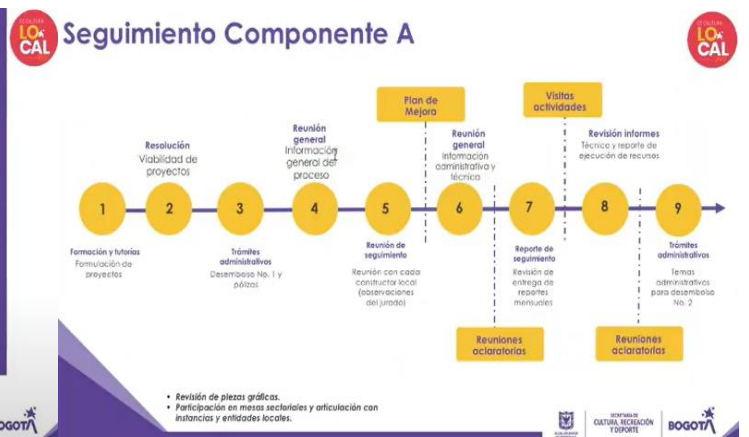 LO
CAL
Seguimiento Componente A
LO
CAL
Plan de
Mejora
Visitas
actividades
Resolución
Viabilidad de
proyectos
Reunión
general
Información
general del
proceso
Reunión
general
Información
administrativa y
técnica
Revisión informes
Técnico y reporte de
ejecución de recursos
1
2
3
4
5
6
7
8
9
Formación y tutorías
Formulación de
proyectos
Trámites
administrativos
Desembolso No. 1 y
pólizas
Reunión de
seguimiento
Reunión con cada
constructor local
(observaciones
del jurado)
Reporte de
seguimiento
Revisión de
entrega de
reportes
mensuales
Trámites
administrativos
Temas
administrativos
para desembolso
No. 2
Reuniones
aclaratorias
Reuniones
aclaratorias
• Revisión de piezas gráficas.
• Participación en mesas sectoriales y articulación con
instancias y entidades locales.
OGOTÁ
SECRETARÍA DE
CULTURA, RECREACIÓN
Y DEPORTE
BOGOTÁ